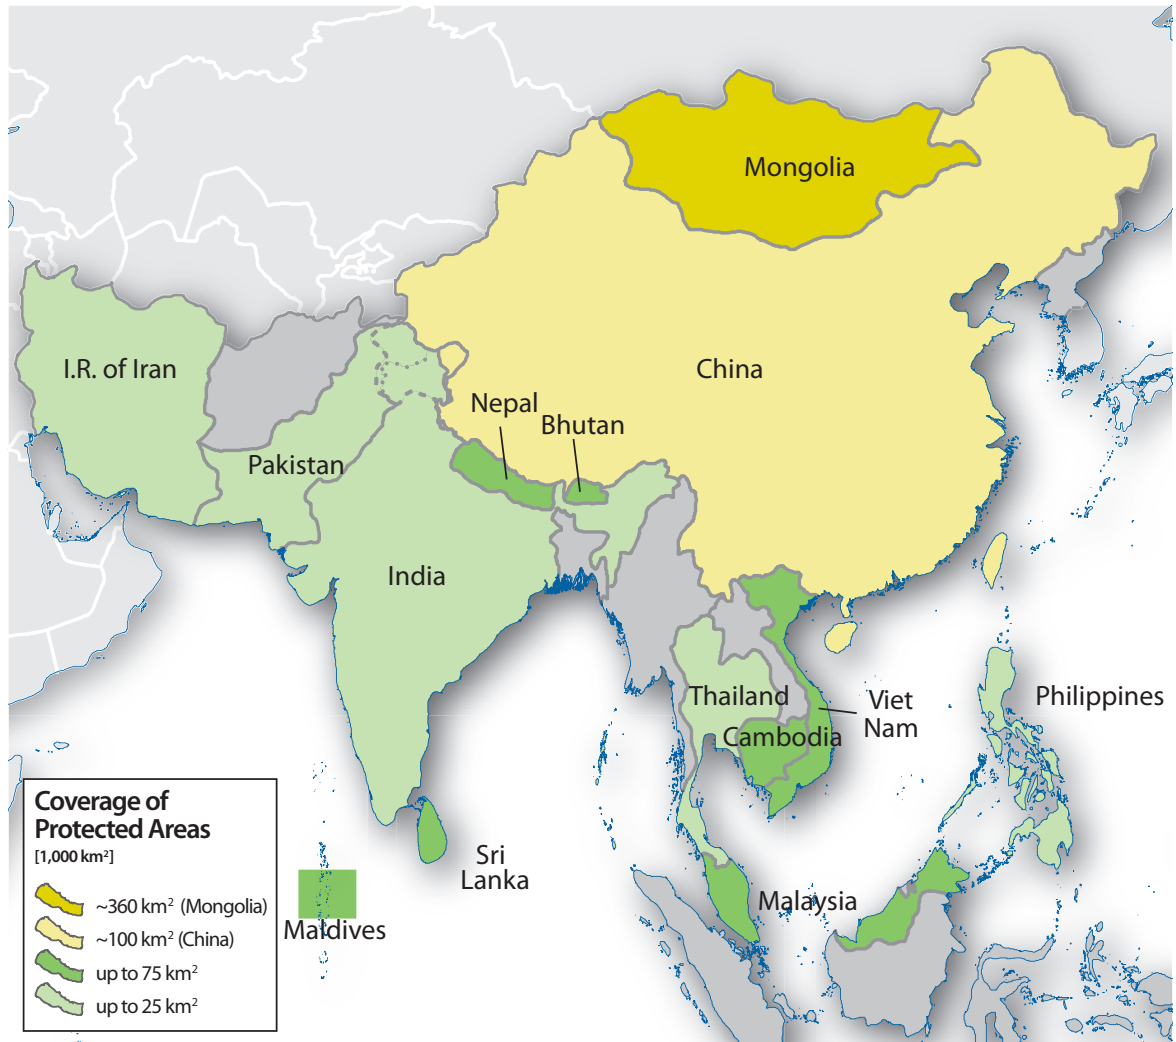 Mongolia
I.R. of Iran
China
Nepal
Bhutan
Pakistan
India
Thailand
Viet
Nam
Philippines
Cambodia
Sri
Lanka
Malaysia
Maldives
Coverage of
Protected Areas
[1,000 km²]
~360 km² (Mongolia)
~100 km² (China)
up to 75 km²
up to 25 km²